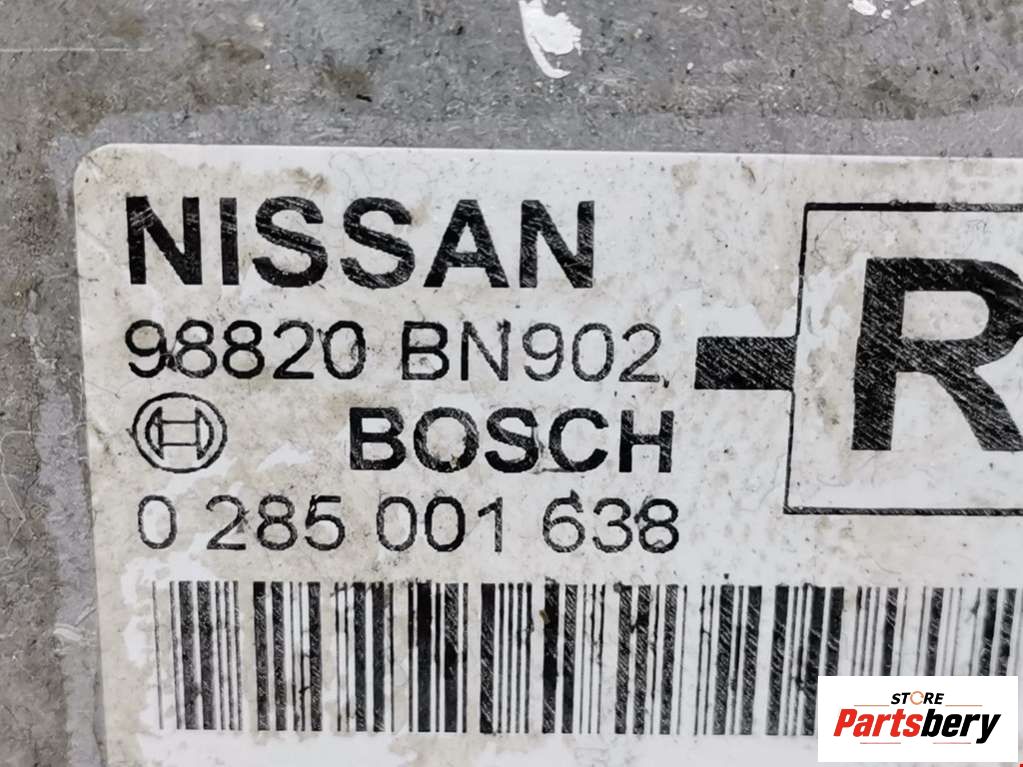 NISSAN
98820 BN902
BOSCH
0 285 001 638
R
STORE
Partsbery